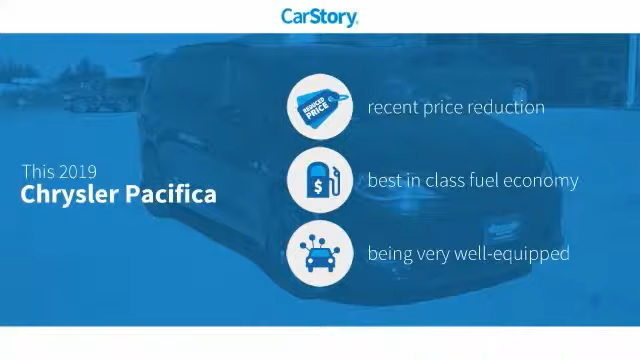 CarStory
This 2019
Chrysler Pacifica
REDUCED
PRICE
recent price reduction
$
best in class fuel economy
being very well-equipped